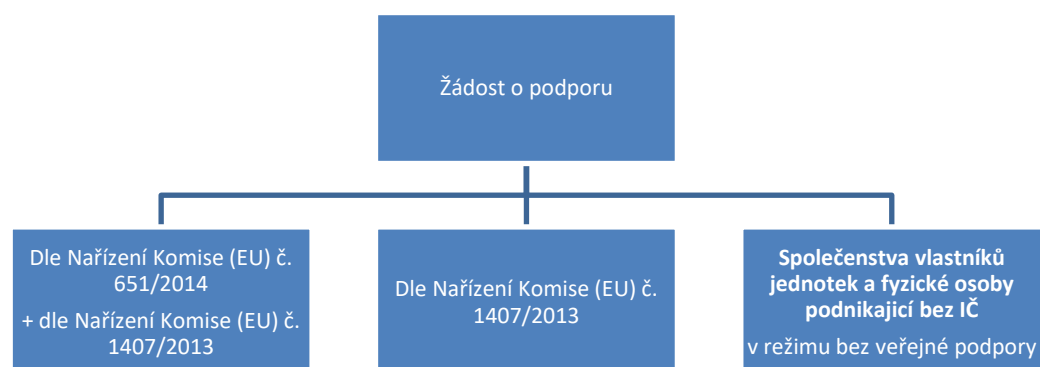 Žádost o podporu
Dle Nařízení Komise (EU) č.
651/2014
+ dle Nařízení Komise (EU) č.
1407/2013
Dle Nařízení Komise (EU) č.
1407/2013
Společenstva vlastníků
jednotek a fyzické osoby
podnikajicí bez IČ
v režimu bez veřejné podpory